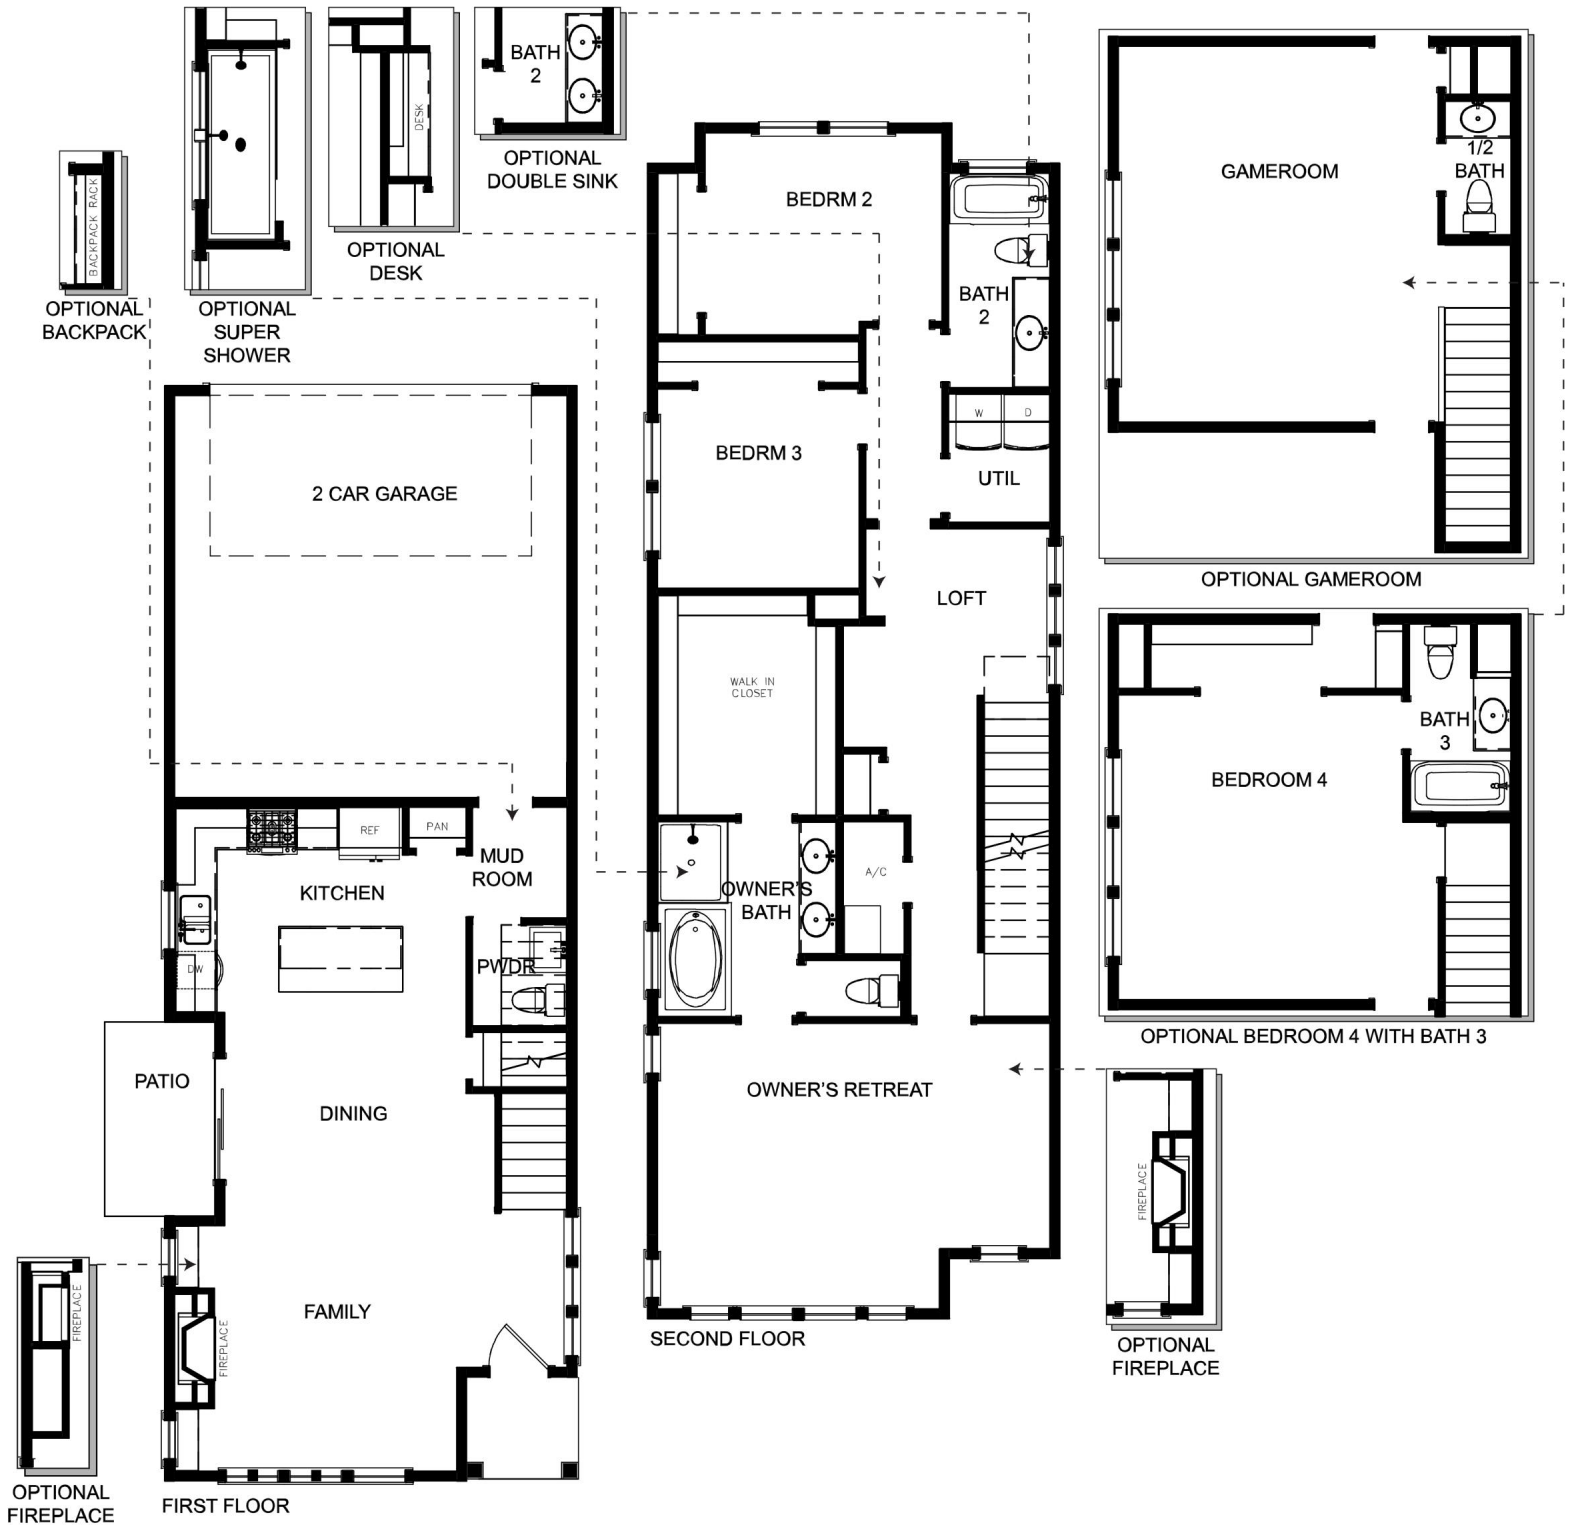 BACKPACK RACK
OPTIONAL
BACKPACK
OPTIONAL
SUPER
SHOWER
DESK
OPTIONAL
DESK
BATH
2
OPTIONAL
DOUBLE SINK
2 CAR GARAGE
REF
PAN
MUD
ROOM
KITCHEN
DW
PWDR
PATIO
DINING
FAMILY
FIREPLACE
FIREPLACE
OPTIONAL
FIREPLACE
FIRST FLOOR
BEDRM 2
BATH
2
W
D
UTIL
BEDRM 3
LOFT
WALK IN
CLOSET
OWNER'S
BATH
A/C
OWNER'S RETREAT
SECOND FLOOR
GAMEROOM
1/2
BATH
OPTIONAL GAMEROOM
BATH
3
BEDROOM 4
OPTIONAL BEDROOM 4 WITH BATH 3
FIREPLACE
OPTIONAL
FIREPLACE